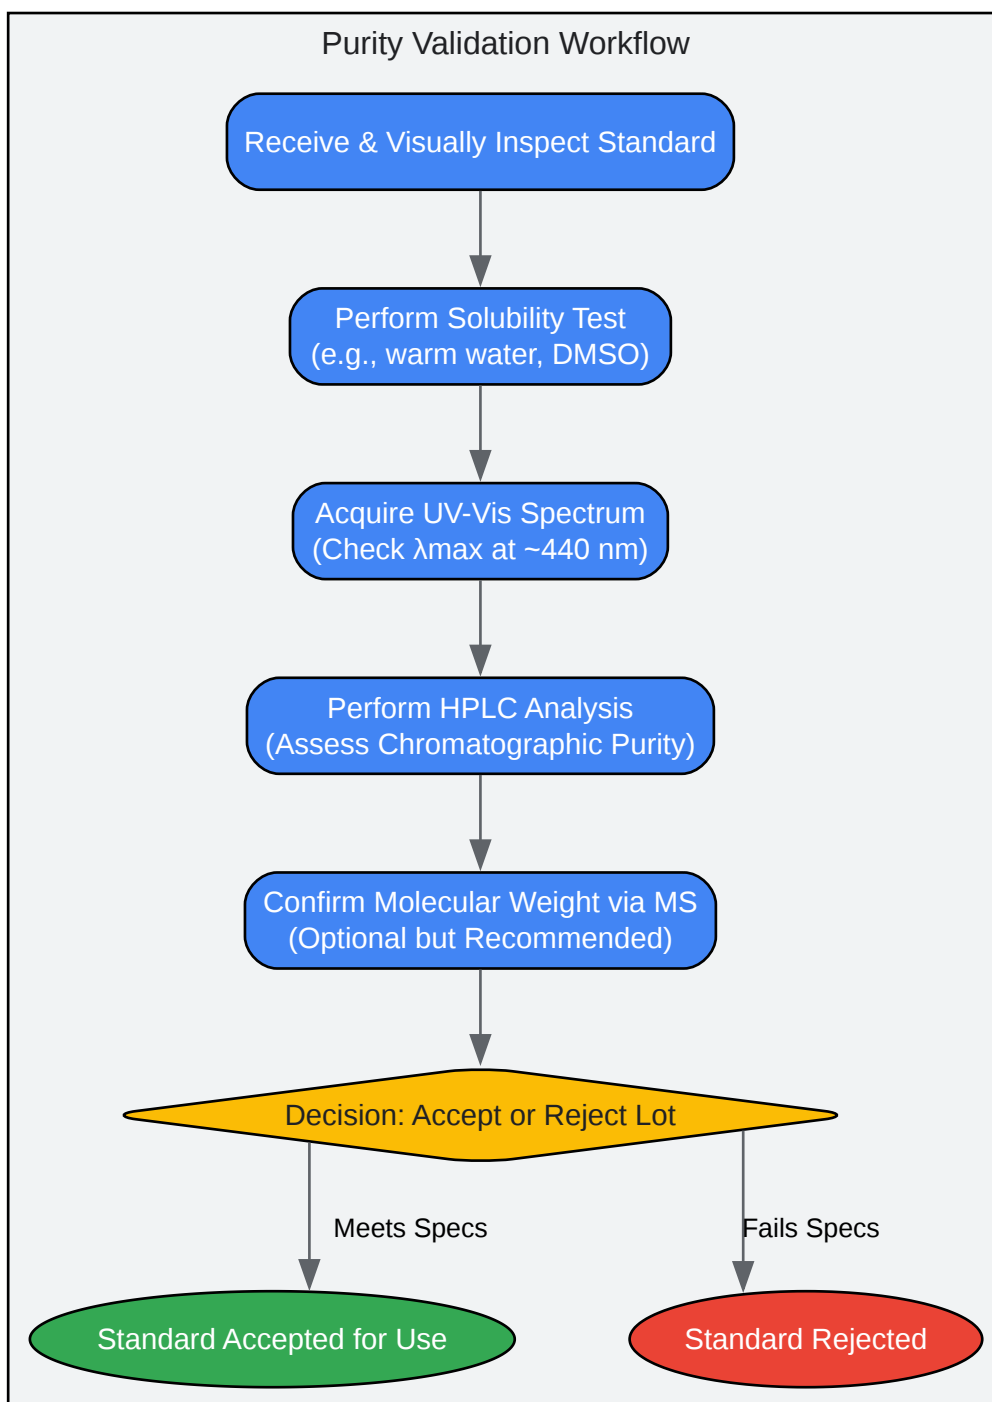 Purity Validation Workflow
Receive & Visually Inspect Standard
Perform Solubility Test
(e.g., warm water, DMSO)
Acquire UV-Vis Spectrum
(Check λmax at ~440 nm)
Perform HPLC Analysis
(Assess Chromatographic Purity)
Confirm Molecular Weight via MS
(Optional but Recommended)
Decision: Accept or Reject Lot
Meets Specs
Fails Specs
Standard Accepted for Use
Standard Rejected